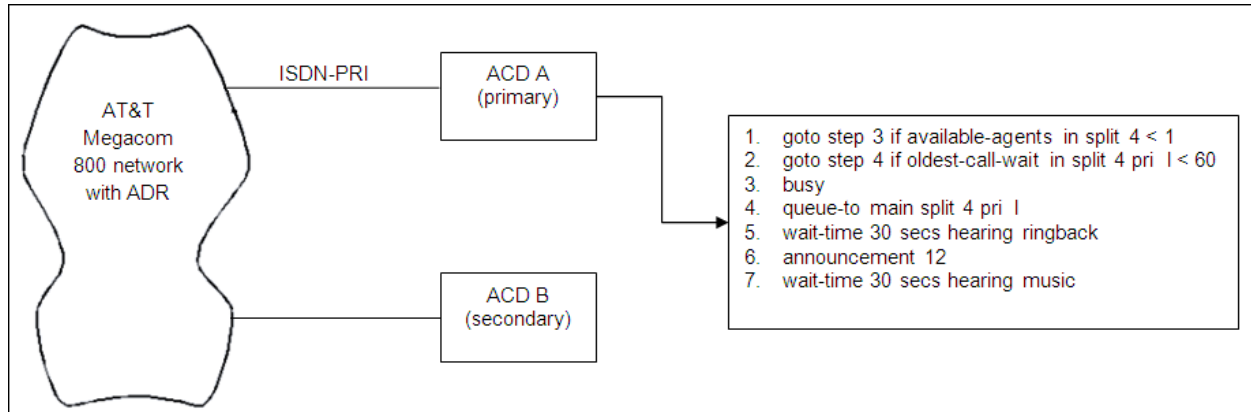 AT&T
Megacom
800 network
with ADR
ISDN-PRI
ACD A
(primary)
ACD B
(secondary)
1. goto step 3 if available-agents in split 4 < 1
2. goto step 4 if oldest-call-wait in split 4 pri l < 60
3. busy
4. queue-to main split 4 pri l
5. wait-time 30 secs hearing ringback
6. announcement 12
7. wait-time 30 secs hearing music